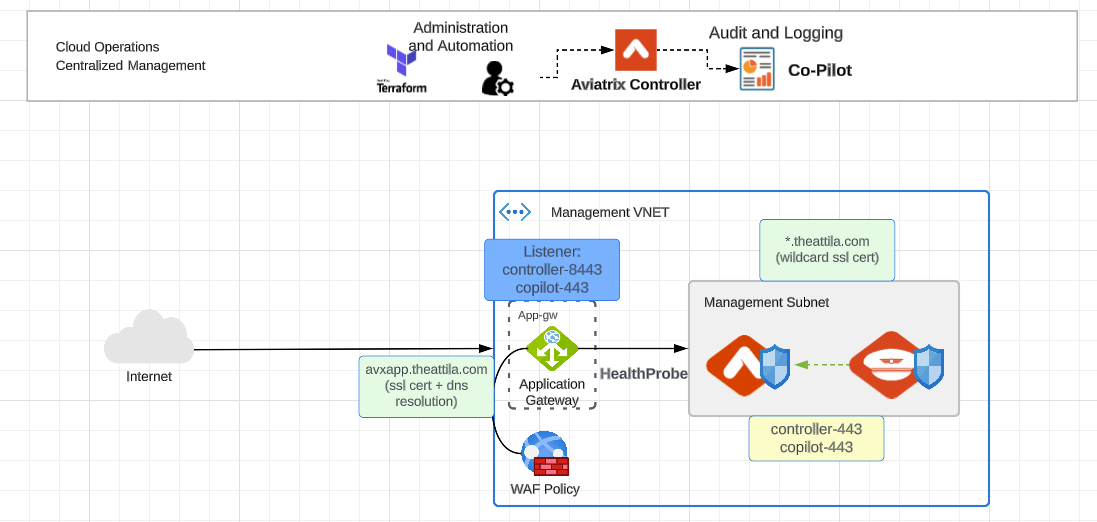 Cloud Operations
Centralized Management
Administration
and Automation
Terraform
Aviatrix Controller
Audit and Logging
Co-Pilot
Management VNET
Listener:
controller-8443
copilot-443
*.theattila.com
(wildcard ssl cert)
App-gw
Management Subnet
Internet
avxapp.theattila.com
(ssl cert + dns
resolution)
Application
Gateway
HealthProbe
controller-443
copilot-443
WAF Policy